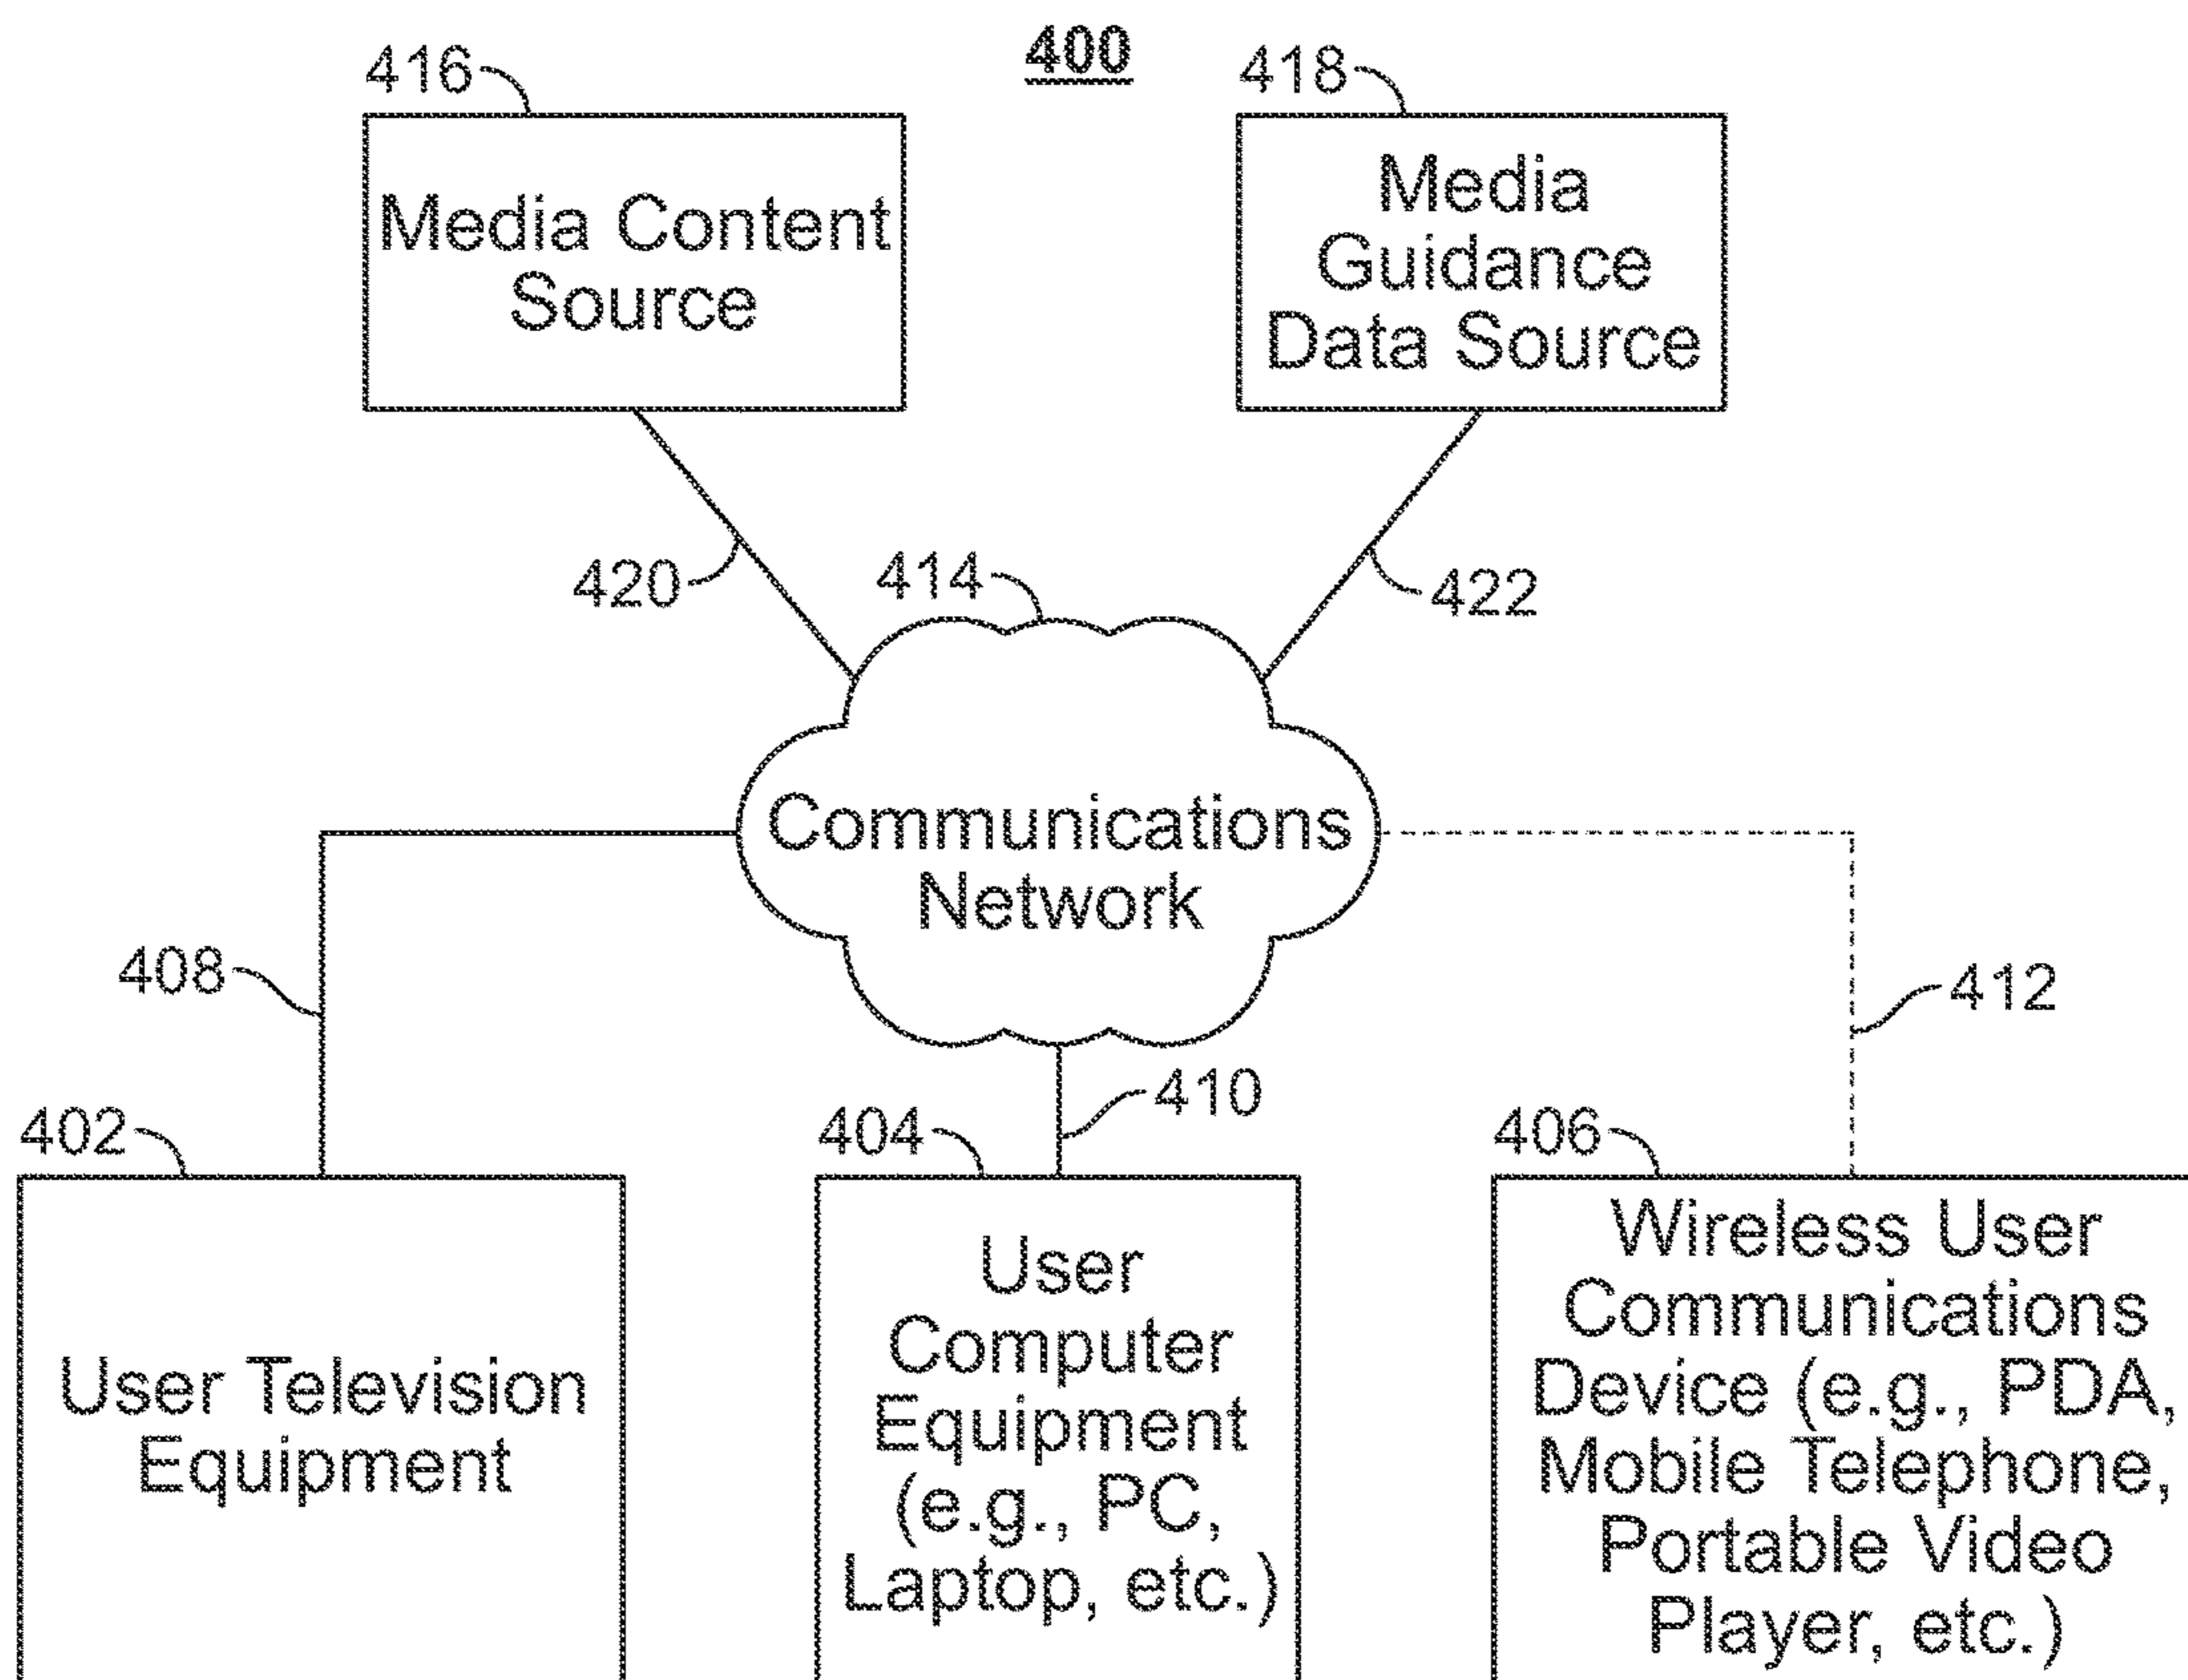 400
416
418
Media Content
Source
Media
Guidance
Data Source
420
414
422
Communications
Network
408
412
410
402
404
406
User Television
Equipment
User
Computer
Equipment
(e.g., PC,
Laptop, etc.)
Wireless User
Communications
Device (e.g., PDA,
Mobile Telephone,
Portable Video
Player, etc.)